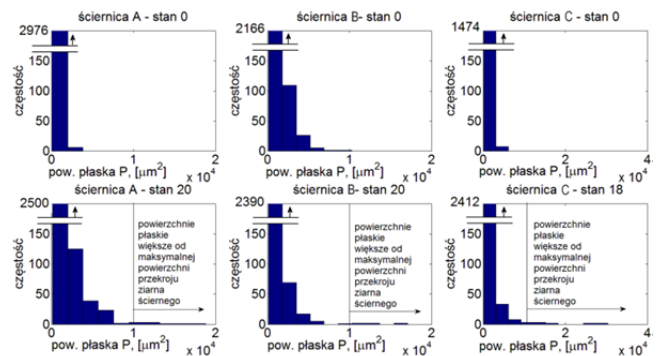 ściernica A - stan 0
ściernica B- stan 0
ściernica C - stan 0
2976
2166
1474
częstość
150
100
50
0
częstość
150
100
50
0
częstość
150
100
50
0
0 1 2
0 1 2
0 2 4
pow. płaska P, [μm²]
x 10⁴
pow. płaska P, [μm²]
x 10⁴
pow. płaska P, [μm²]
x 10⁴
ściernica A - stan 20
ściernica B- stan 20
ściernica C - stan 18
2500
2390
2412
częstość
150
100
50
0
powierzchnie
płaskie
większe od
maksymalnej
powierzchni
przekroju
ziarna
ściernego
częstość
150
100
50
0
powierzchnie
płaskie
większe od
maksymalnej
powierzchni
przekroju
ziarna
ściernego
częstość
150
100
50
0
powierzchnie
płaskie
większe od
maksymalnej
powierzchni
przekroju
ziarna
ściernego
0 1 2
0 1 2
0 2 4
pow. płaska P, [μm²]
x 10⁴
pow. płaska P, [μm²]
x 10⁴
pow. płaska P, [μm²]
x 10⁴